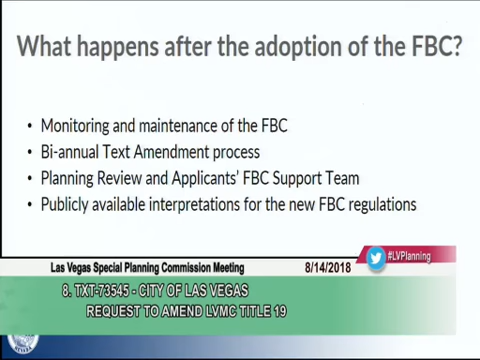 What happens after the adoption of the FBC?
• Monitoring and maintenance of the FBC
• Bi-annual Text Amendment process
• Planning Review and Applicants' FBC Support Team
• Publicly available interpretations for the new FBC regulations
#LVPlanning
Las Vegas Special Planning Commission Meeting 8/14/2018
8. TXT-73545 - CITY OF LAS VEGAS
REQUEST TO AMEND LVMC TITLE 19